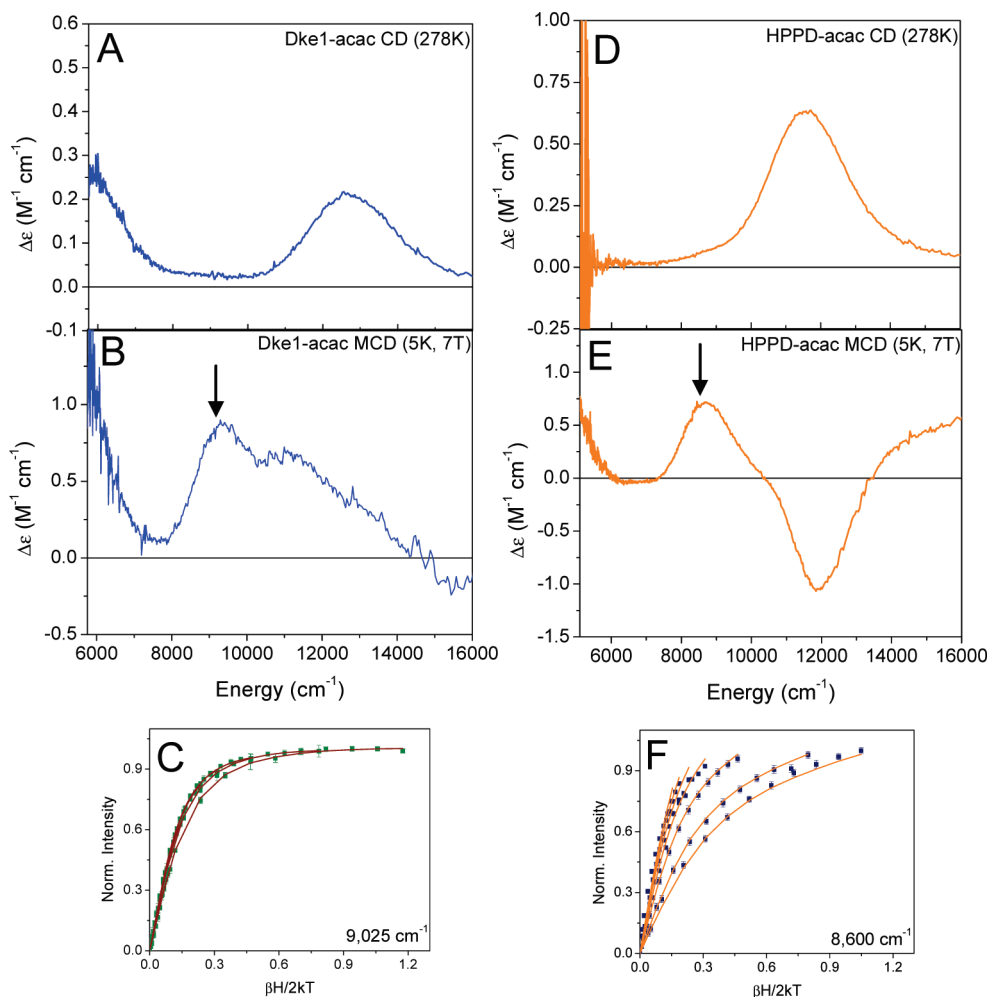 A
Dke1-acac CD (278K)
0.6
0.5
0.4
0.3
0.2
0.1
0.0
-0.1
Δε (M⁻¹ cm⁻¹)
B
Dke1-acac MCD (5K, 7T)
1.0
0.5
0.0
-0.5
Δε (M⁻¹ cm⁻¹)
6000 8000 10000 12000 14000 16000
Energy (cm⁻¹)
C
0.9
0.6
0.3
0.0
Norm. Intensity
9,025 cm⁻¹
0.0 0.3 0.6 0.9 1.2
βH/2kT
D
HPPD-acac CD (278K)
1.00
0.75
0.50
0.25
0.00
-0.25
Δε (M⁻¹ cm⁻¹)
E
HPPD-acac MCD (5K, 7T)
1.0
0.5
0.0
-0.5
-1.0
-1.5
Δε (M⁻¹ cm⁻¹)
6000 8000 10000 12000 14000 16000
Energy (cm⁻¹)
F
0.9
0.6
0.3
0.0
Norm. Intensity
8,600 cm⁻¹
0.0 0.3 0.6 0.9 1.2
βH/2kT